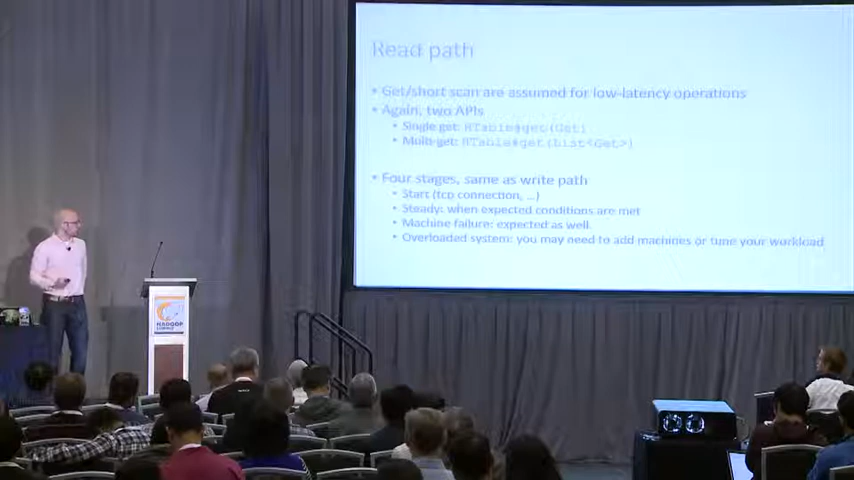 Read path
• Get/short scan are assumed for low-latency operations
• Again, two APIs
• Single get: HTable#get(Get)
• Multi-get: HTable#get(List<Get>)
• Four stages, same as write path
• Start (tcp connection, …)
• Steady: when expected conditions are met
• Machine failure: expected as well
• Overloaded system: you may need to add machines or tune your workload
HADOOP
SUMMIT